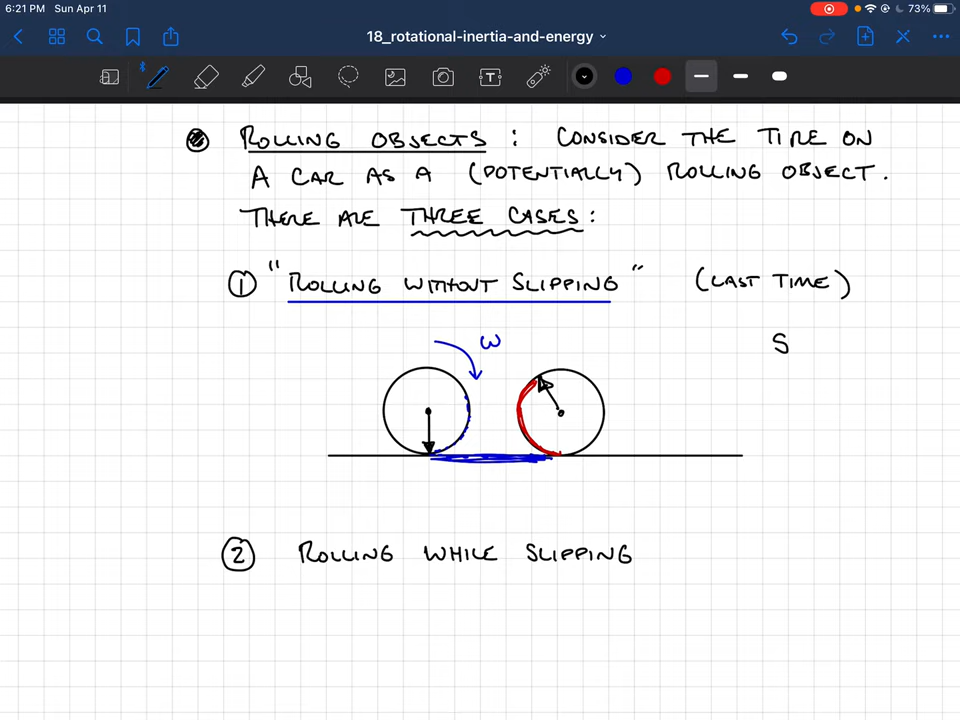 6:21 PM Sun Apr 11
73%
18_rotational-inertia-and-energy
T
ROLLING OBJECTS : CONSIDER THE TIRE ON
A CAR AS A (POTENTIALLY) ROLLING OBJECT.
THERE ARE THREE CASES:
① "ROLLING WITHOUT SLIPPING" (LAST TIME)
S
ω
② ROLLING WHILE SLIPPING